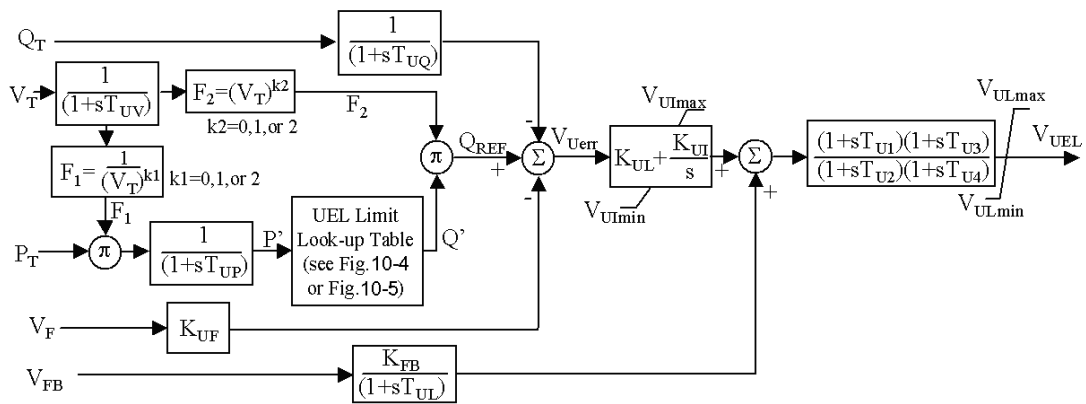 Q_T
1
(1+sT_UQ)
V_T
1
(1+sT_UV)
F_2=(V_T)^k2
k2=0,1,or 2
F_2
F_1=
1
(V_T)^k1
k1=0,1,or 2
F_1
P_T
π
1
(1+sT_UP)
P'
UEL Limit
Look-up Table
(see Fig.10-4
or Fig.10-5)
Q'
π
Q_REF
+
-
-
Σ
V_Uerr
V_UImax
K_UL+
K_UI
s
V_UImin
+
Σ
+
(1+sT_U1)(1+sT_U3)
(1+sT_U2)(1+sT_U4)
V_ULmax
V_UEL
V_ULmin
V_F
K_UF
V_FB
K_FB
(1+sT_UL)